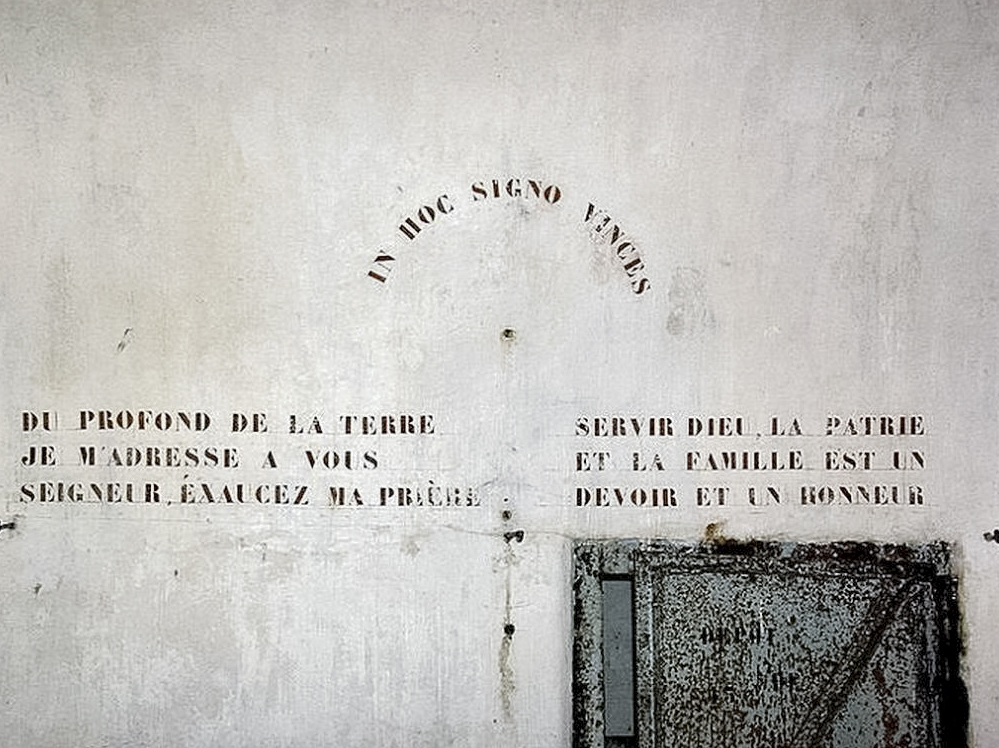 IN HOC SIGNO VINCES
DU PROFOND DE LA TERRE
JE M'ADRESSE A VOUS
SEIGNEUR, ÉXAUCEZ MA PRIÈRE
SERVIR DIEU, LA PATRIE
ET LA FAMILLE EST UN
DEVOIR ET UN HONNEUR
DEPOT